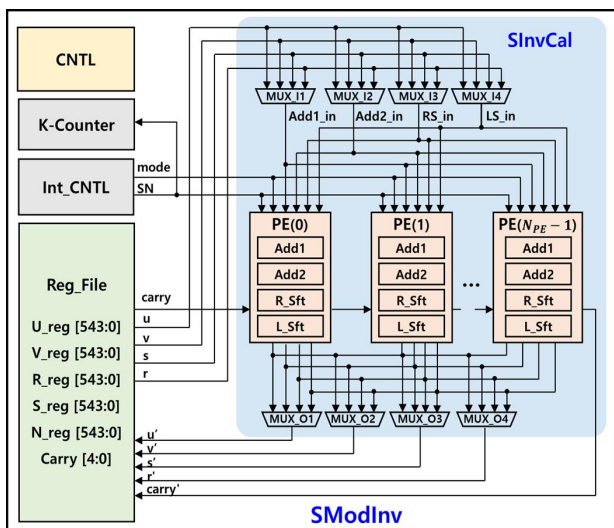 SInvCal
CNTL
K-Counter
Int_CNTL
mode
SN
MUX_I1
MUX_I2
MUX_I3
MUX_I4
Add1_in
Add2_in
RS_in
LS_in
PE(0)
Add1
Add2
R_Sft
L_Sft
PE(1)
Add1
Add2
R_Sft
L_Sft
...
PE(N_PE − 1)
Add1
Add2
R_Sft
L_Sft
Reg_File
U_reg [543:0]
V_reg [543:0]
R_reg [543:0]
S_reg [543:0]
N_reg [543:0]
Carry [4:0]
carry
u
v
s
r
MUX_O1
MUX_O2
MUX_O3
MUX_O4
u'
v'
s'
r'
carry'
SModInv